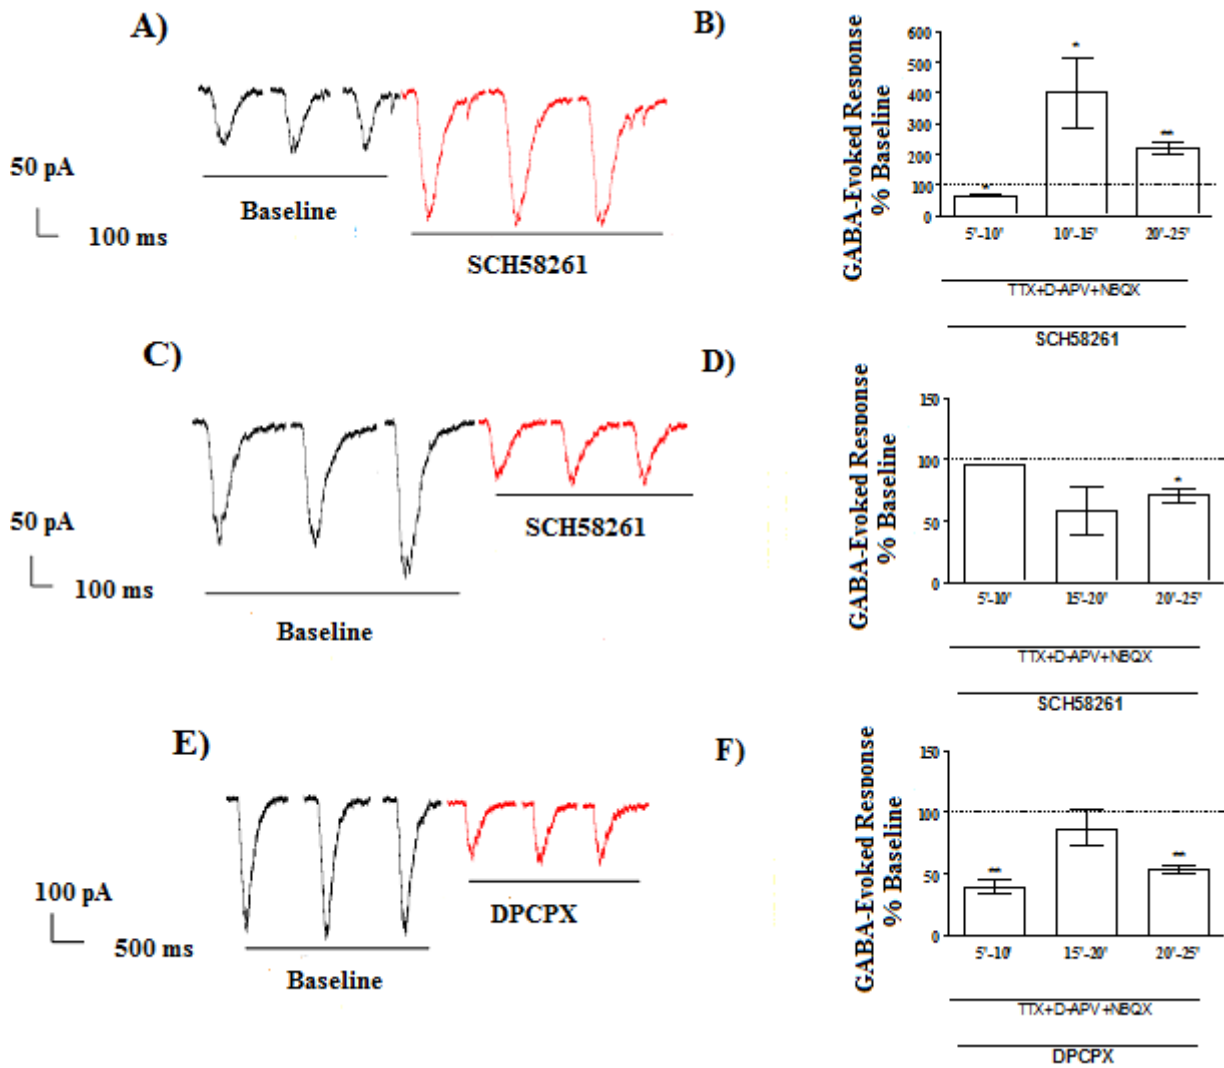 A)
50 pA
100 ms
Baseline
SCH58261
B)
GABA-Evoked Response
% Baseline
600
500
400
300
200
100
0
*
*
**
5'-10'
10'-15'
20'-25'
TTX+D-APV+NBQX
SCH58261
C)
50 pA
100 ms
Baseline
SCH58261
D)
GABA-Evoked Response
% Baseline
150
100
50
0
*
5'-10'
15'-20'
20'-25'
TTX+D-APV+NBQX
SCH58261
E)
100 pA
500 ms
Baseline
DPCPX
F)
GABA-Evoked Response
% Baseline
150
100
50
0
**
**
5'-10'
15'-20'
20'-25'
TTX+D-APV+NBQX
DPCPX